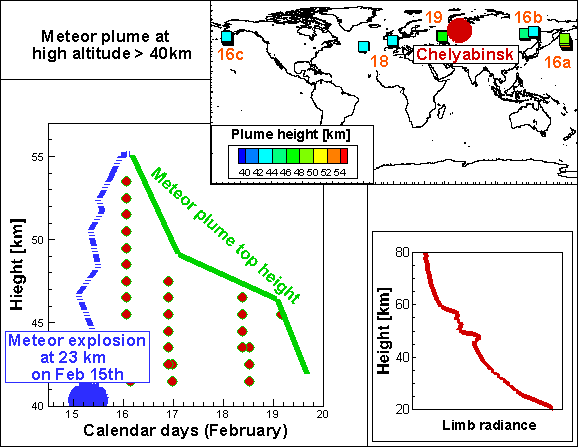 Meteor plume at
high altitude > 40km
16c
18
19
16b
16a
Chelyabinsk
Plume height [km]
40 42 44 46 48 50 52 54
Hieght [km]
55
50
45
40
Meteor plume top height
Meteor explosion
at 23 km
on Feb 15th
15 16 17 18 19 20
Calendar days (February)
Height [km]
80
60
40
20
Limb radiance